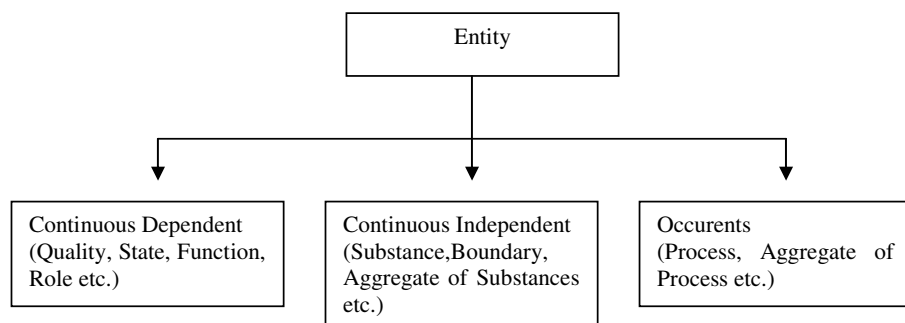 Entity
Continuous Dependent
(Quality, State, Function,
Role etc.)
Continuous Independent
(Substance,Boundary,
Aggregate of Substances
etc.)
Occurents
(Process, Aggregate of
Process etc.)